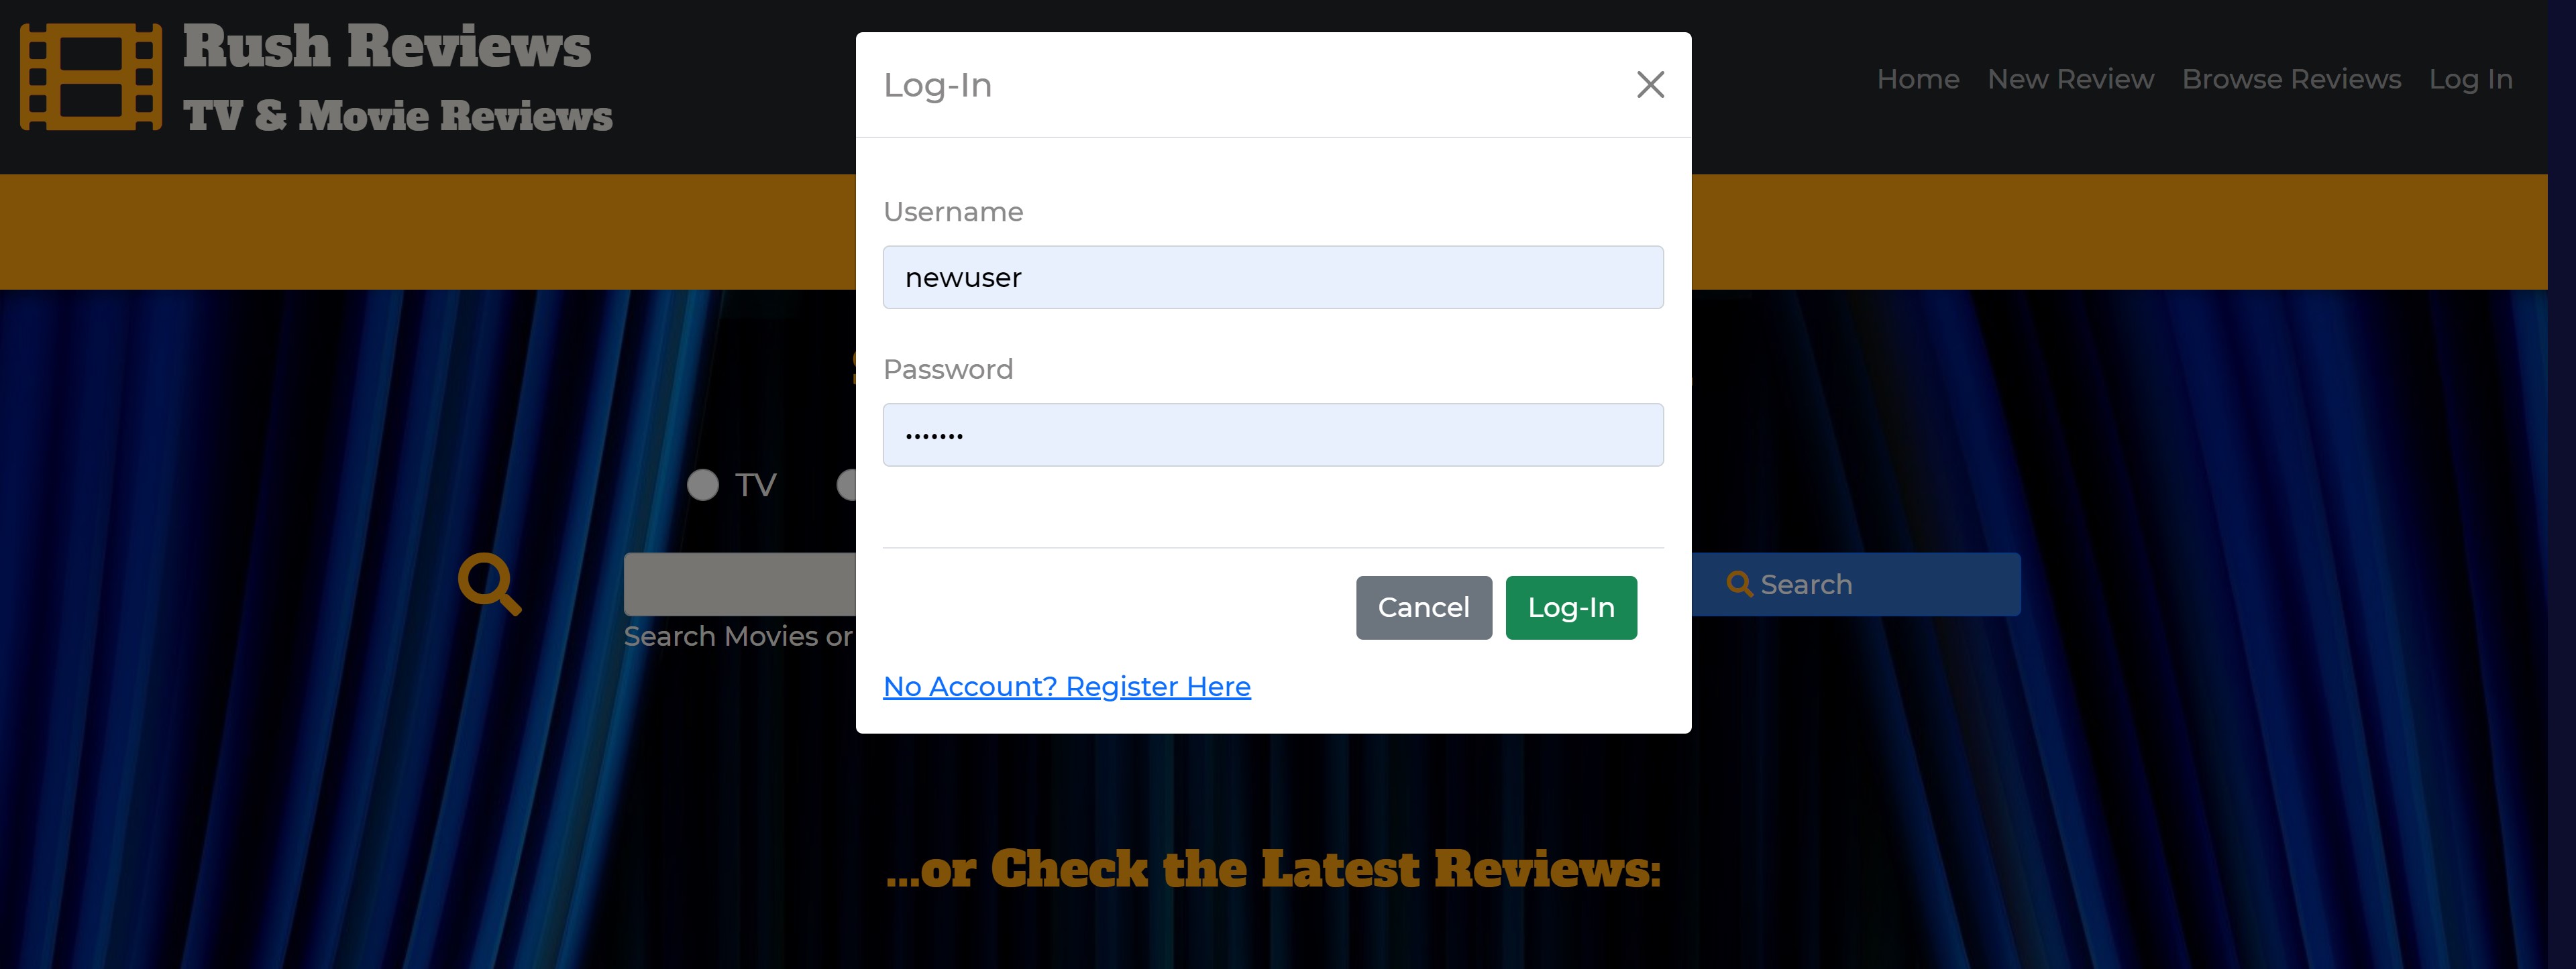 Rush Reviews
TV & Movie Reviews
Home New Review Browse Reviews Log In
Log-In
Username
newuser
Password
•••••••
TV
Search
Search Movies or
Cancel Log-In
No Account? Register Here
...or Check the Latest Reviews: